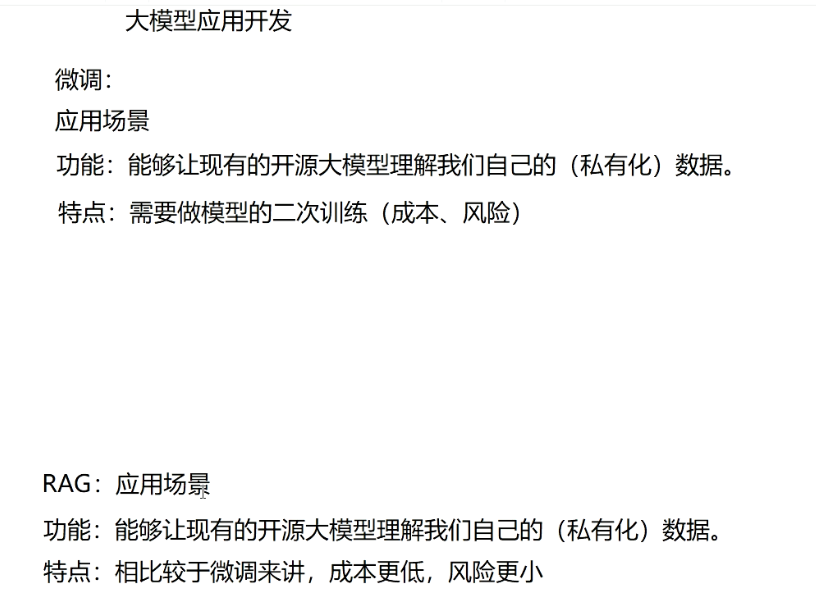 大模型应用开发
微调：
应用场景
功能：能够让现有的开源大模型理解我们自己的（私有化）数据。
特点：需要做模型的二次训练（成本、风险）
RAG：应用场景
功能：能够让现有的开源大模型理解我们自己的（私有化）数据。
特点：相比较于微调来讲，成本更低，风险更小